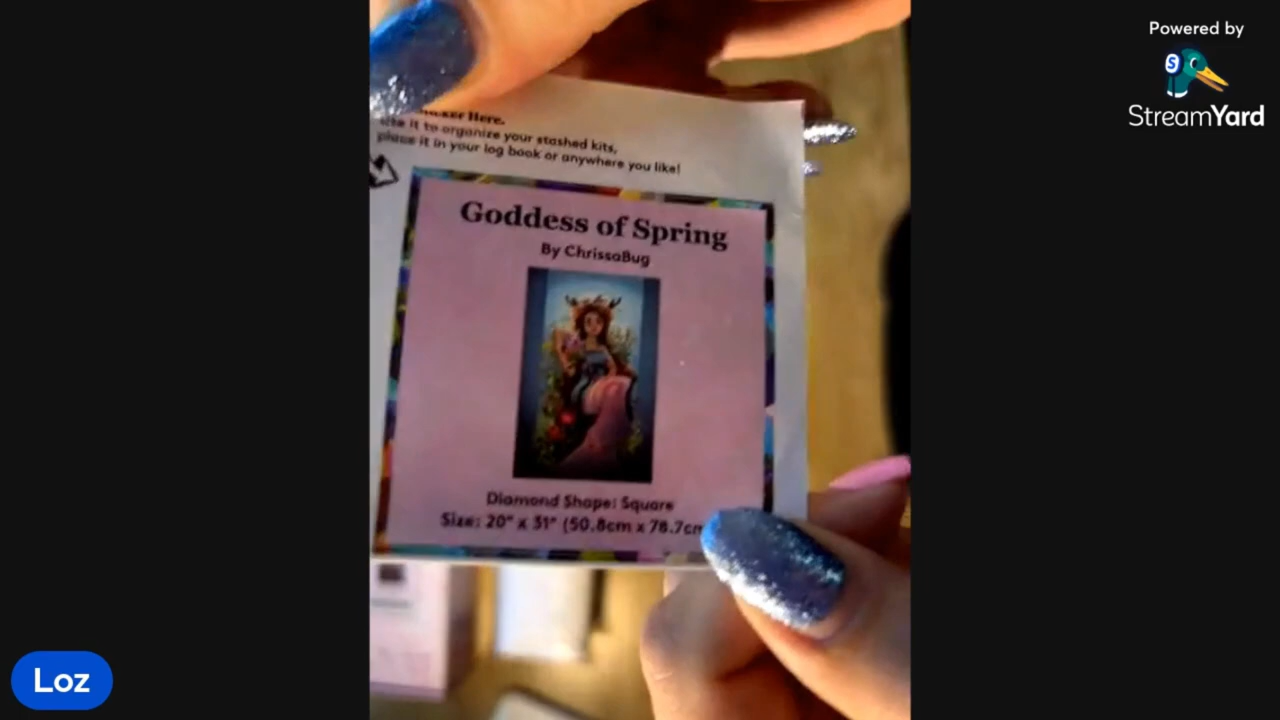 Here.
it to organize your stashed kits,
place it in your log book or anywhere you like!
Goddess of Spring
By ChrissaBug
Diamond Shape: Square
Size: 20" x 31" (50.8cm x 78.7cm
Powered by
S
StreamYard
Loz